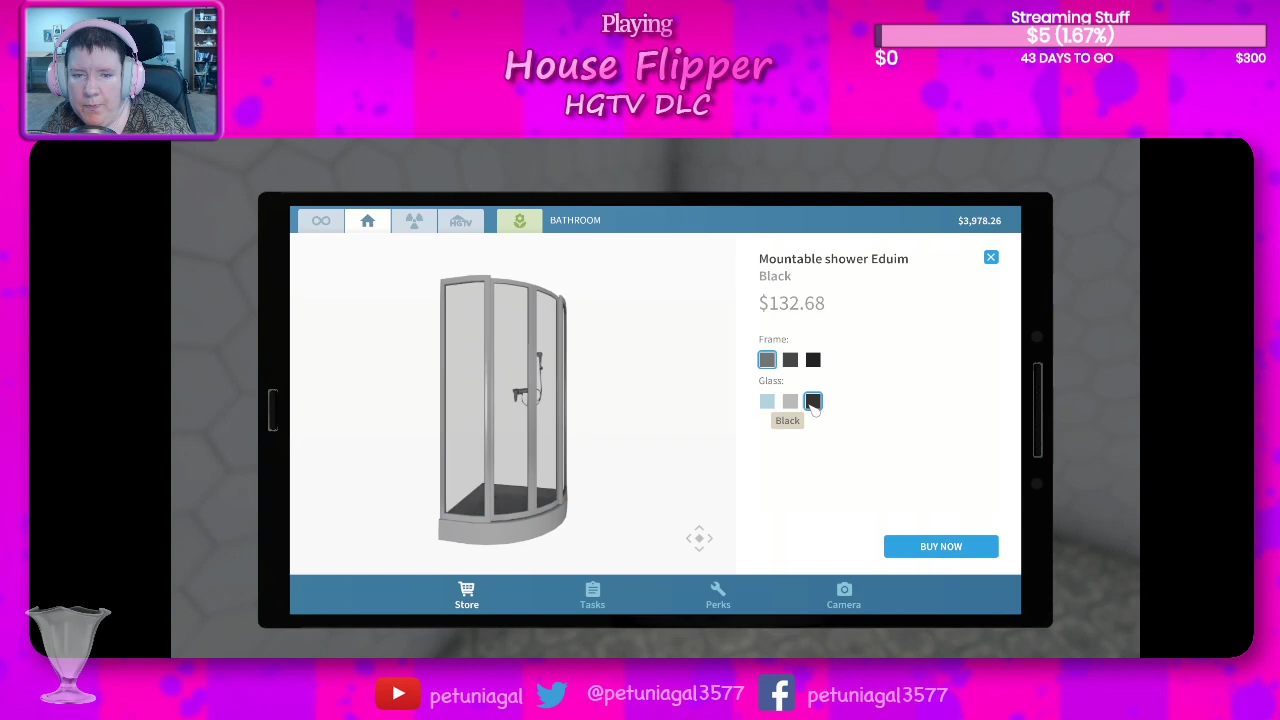 Playing
House Flipper
HGTV DLC
Streaming Stuff
$5 (1.67%)
$0
43 DAYS TO GO
$300
HGTV
BATHROOM
$3,978.26
Mountable shower Eduim
Black
$132.68
Frame:
Glass:
Black
BUY NOW
Store
Tasks
Perks
Camera
petuniagal
@petuniagal3577
petuniagal3577